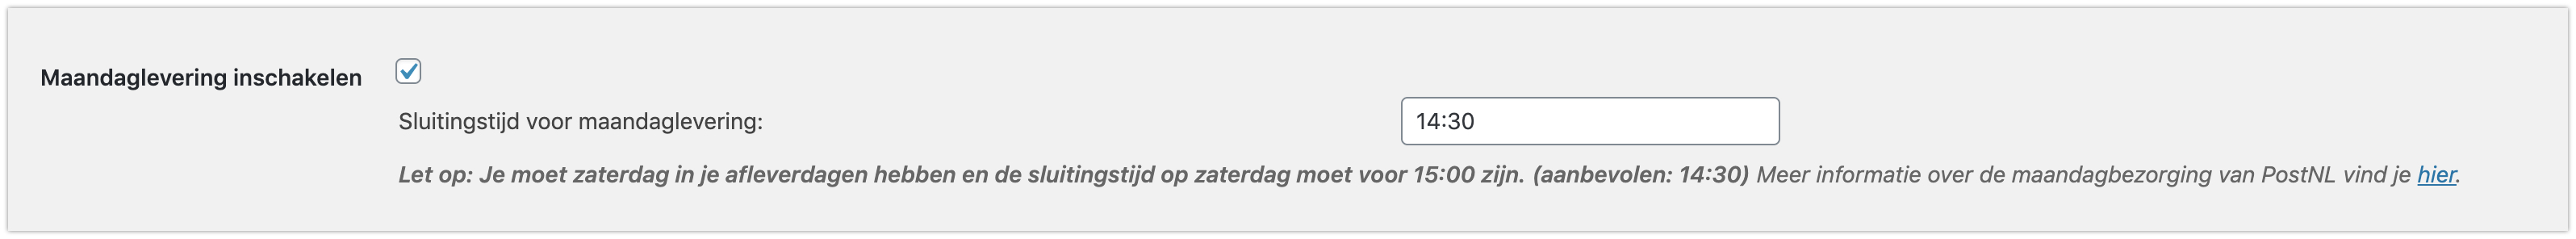 Maandaglevering inschakelen
Sluitingstijd voor maandaglevering: 14:30
Let op: Je moet zaterdag in je afleverdagen hebben en de sluitingstijd op zaterdag moet voor 15:00 zijn. (aanbevolen: 14:30) Meer informatie over de maandagbezorging van PostNL vind je hier.